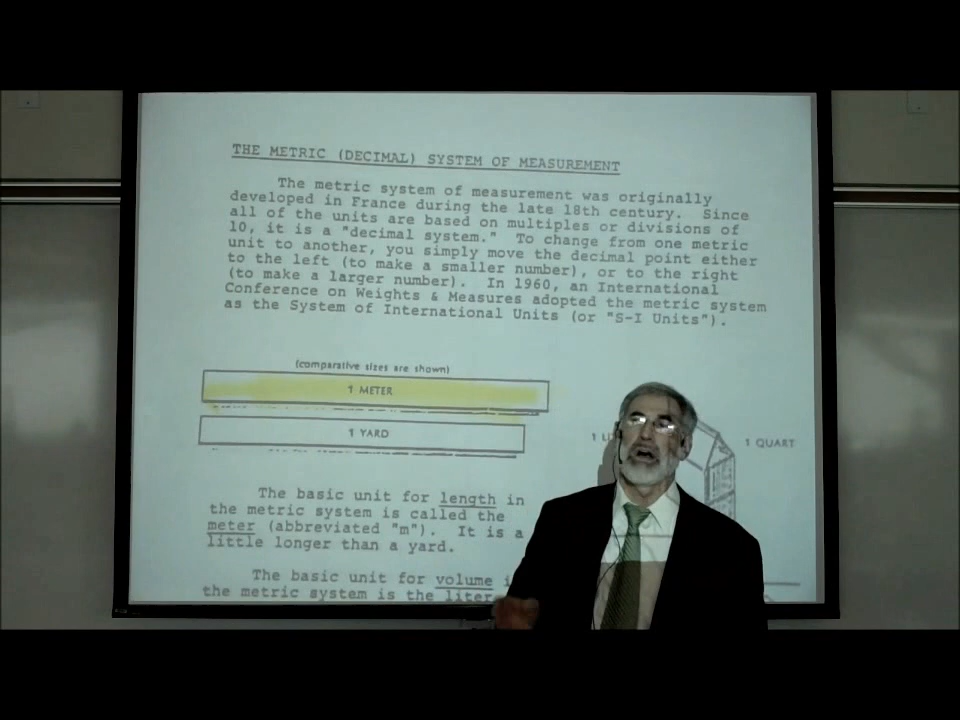 THE METRIC (DECIMAL) SYSTEM OF MEASUREMENT
The metric system of measurement was originally
developed in France during the late 18th century. Since
all of the units are based on multiples or divisions of
10, it is a "decimal system." To change from one metric
unit to another, you simply move the decimal point either
to the left (to make a smaller number), or to the right
(to make a larger number). In 1960, an International
Conference on Weights & Measures adopted the metric system
as the System of International Units (or "S-I Units").
(comparative sizes are shown)
1 METER
1 YARD
1
1 QUART
The basic unit for length in
the metric system is called the
meter (abbreviated "m"). It is a
little longer than a yard.
The basic unit for volume
the metric system is the liter